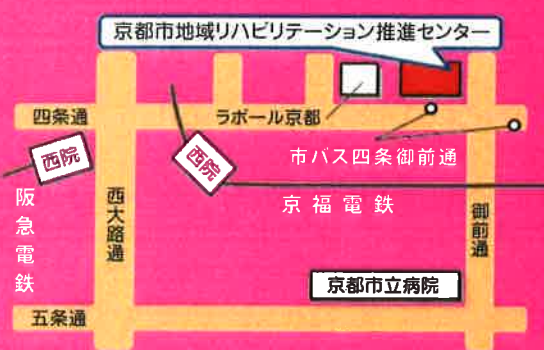 京都市地域リハビリテーション推進センター
四条通
ラボール京都
西院
西院
市バス四条御前通
京福電鉄
阪急電鉄
西大路通
御前通
京都市立病院
五条通